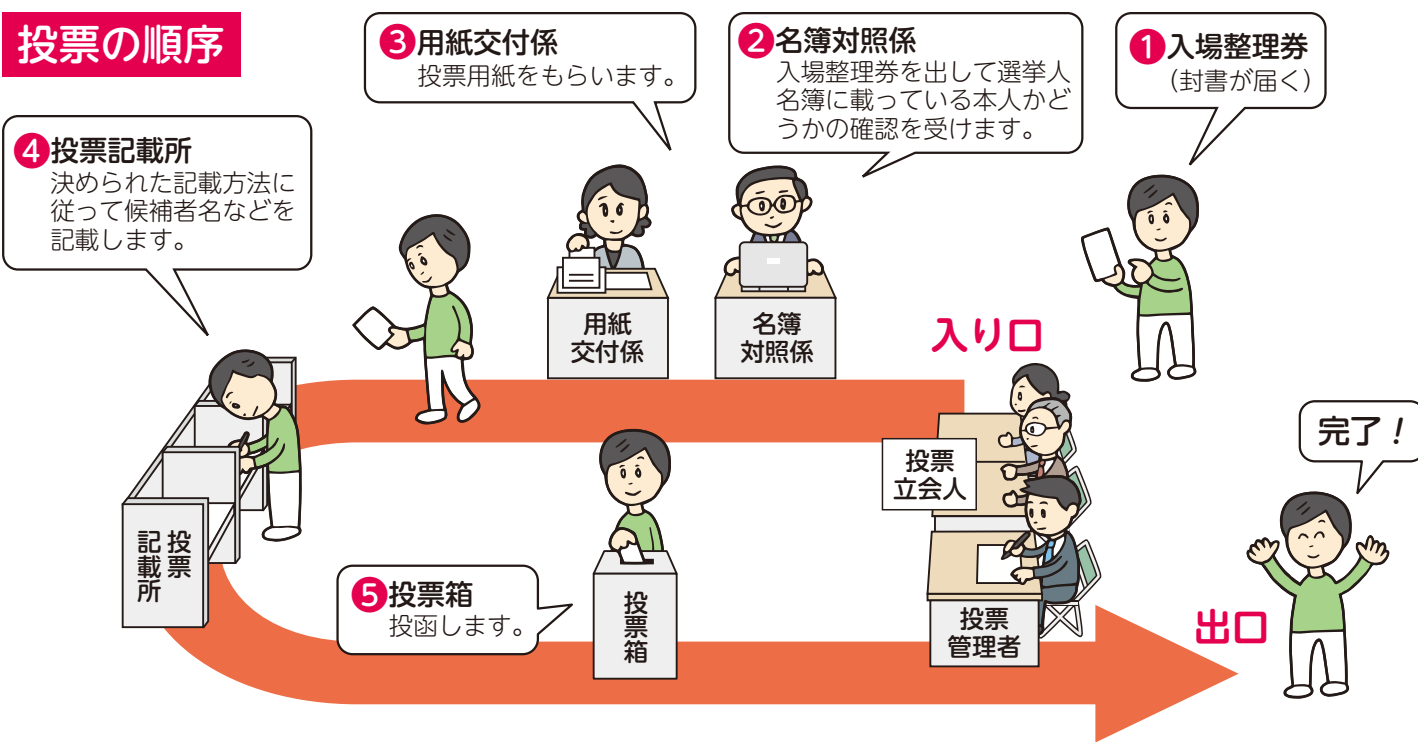 投票の順序
❶入場整理券
（封書が届く）
❷名簿対照係
入場整理券を出して選挙人
名簿に載っている本人かど
うかの確認を受けます。
❸用紙交付係
投票用紙をもらいます。
❹投票記載所
決められた記載方法に
従って候補者名などを
記載します。
用紙
交付係
名簿
対照係
入り口
投票
記載所
❺投票箱
投函します。
投票箱
投票
立会人
投票
管理者
出口
完了！